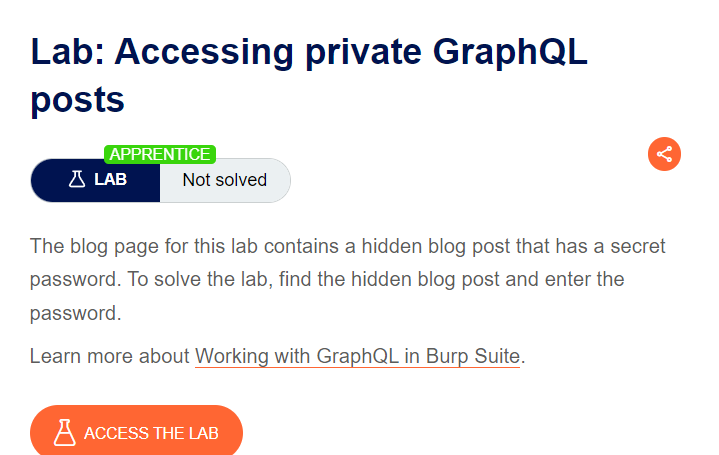 Lab: Accessing private GraphQL
posts
APPRENTICE
LAB Not solved
The blog page for this lab contains a hidden blog post that has a secret
password. To solve the lab, find the hidden blog post and enter the
password.
Learn more about Working with GraphQL in Burp Suite.
ACCESS THE LAB